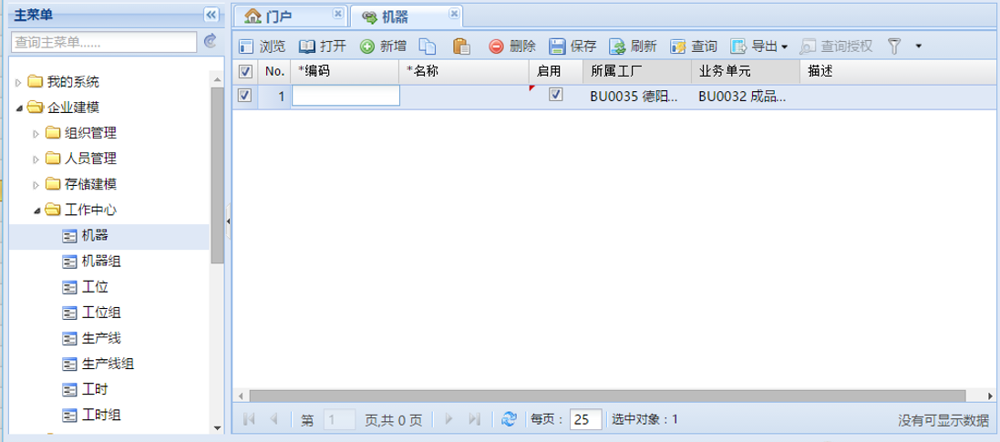 主菜单
查询主菜单......
我的系统
企业建模
组织管理
人员管理
存储建模
工作中心
机器
机器组
工位
工位组
生产线
生产线组
工时
工时组
门户 机器
浏览 打开 新增 删除 保存 刷新 查询 导出 查询授权
No. *编码 *名称 启用 所属工厂 业务单元 描述
1 BU0035 德阳... BU0032 成品...
第 1 页,共 0 页 每页： 25 选中对象：1 没有可显示数据